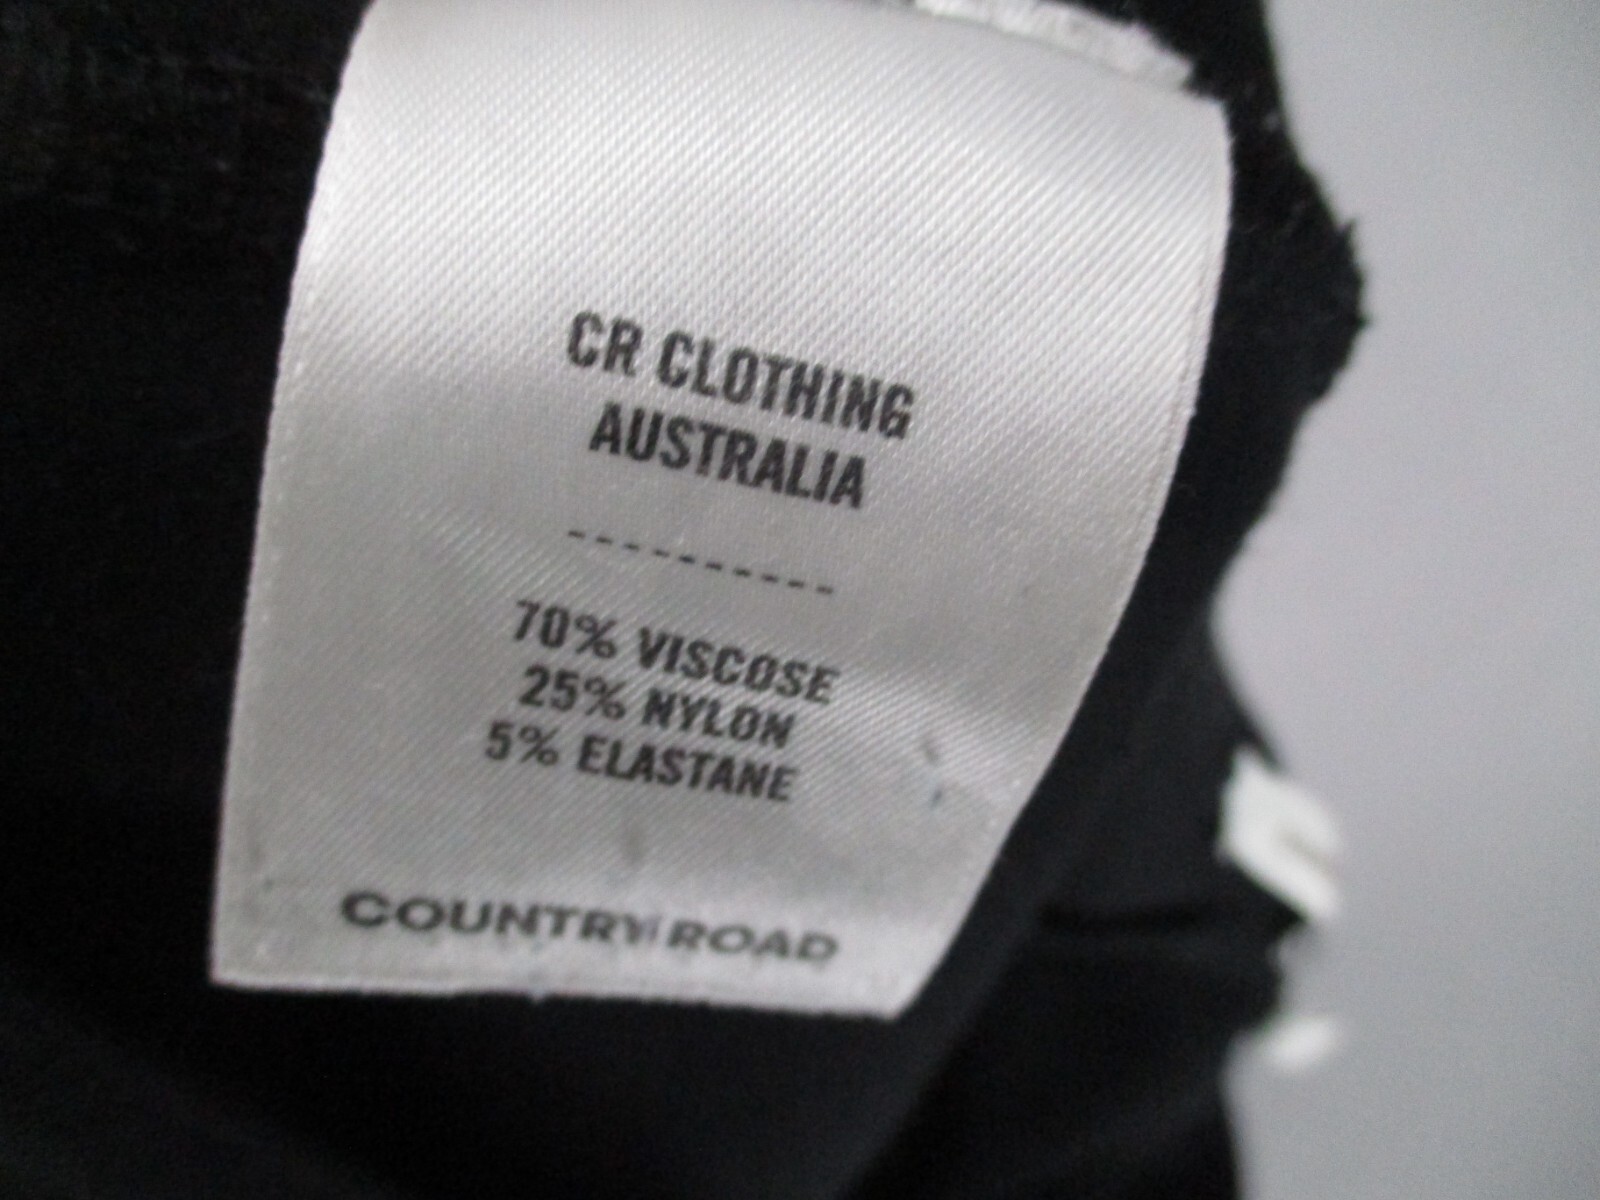 CR CLOTHING
AUSTRALIA
----------
70% VISCOSE
25% NYLON
5% ELASTANE
COUNTRY ROAD